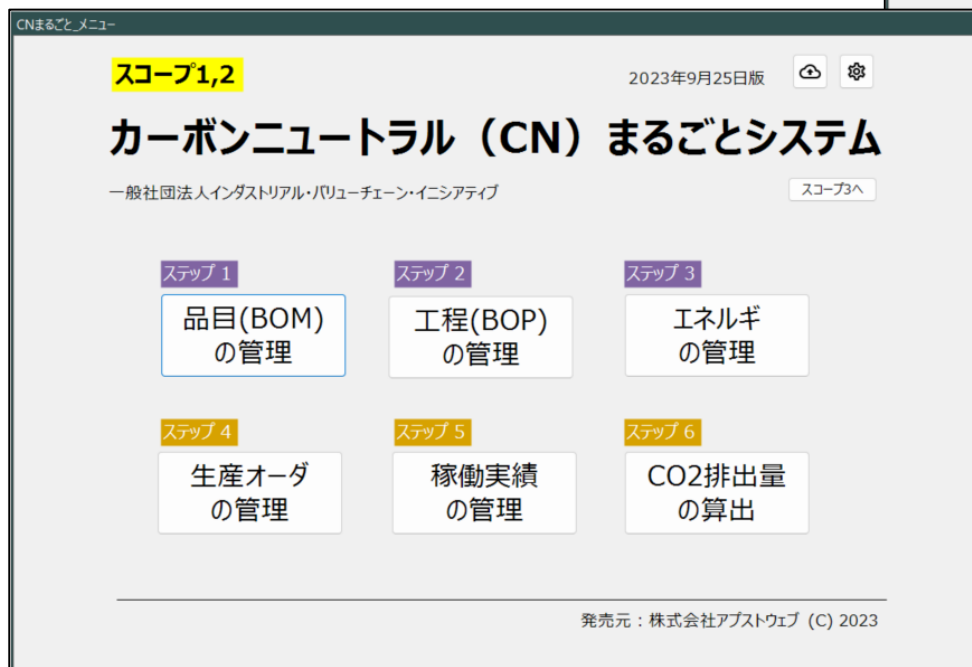 CNまるごと_メニュー
スコープ1,2
2023年9月25日版
カーボンニュートラル（CN）まるごとシステム
一般社団法人インダストリアル・バリューチェーン・イニシアティブ
スコープ3へ
ステップ 1
品目(BOM)
の管理
ステップ 2
工程(BOP)
の管理
ステップ 3
エネルギ
の管理
ステップ 4
生産オーダ
の管理
ステップ 5
稼働実績
の管理
ステップ 6
CO2排出量
の算出
発売元：株式会社アプストウェブ (C) 2023